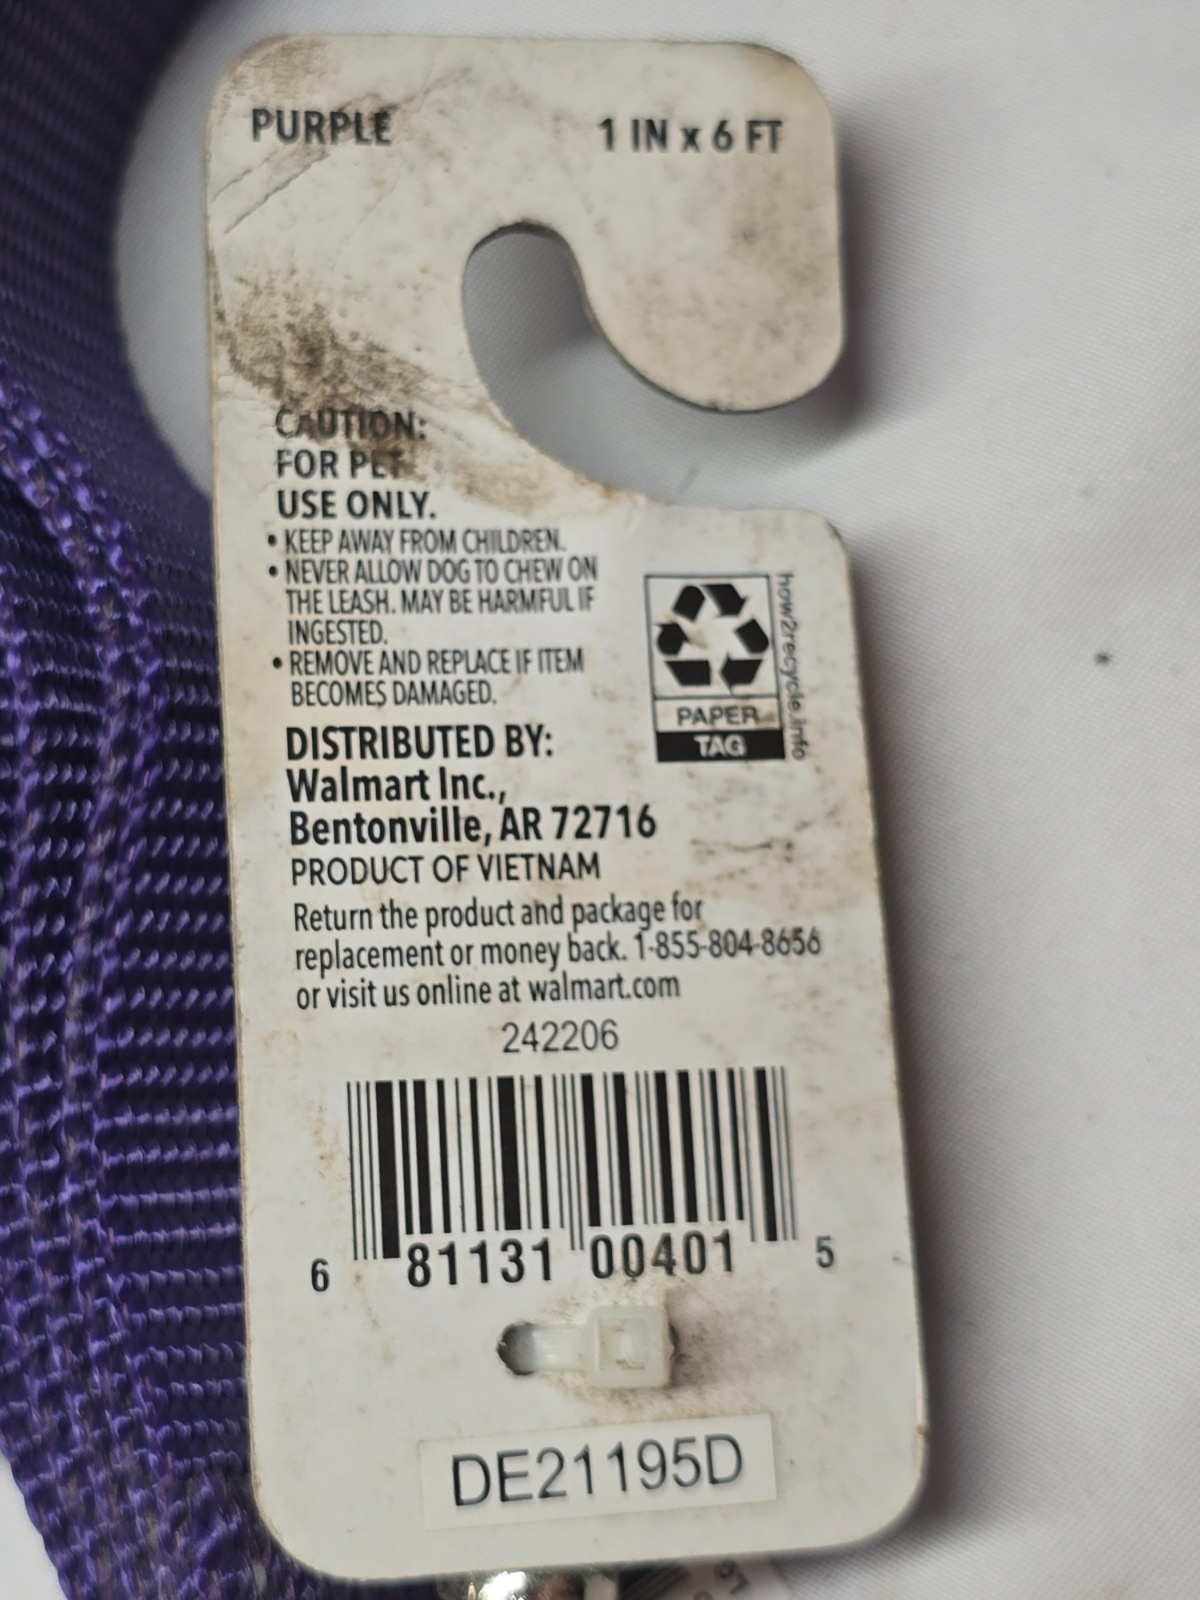 PURPLE
1 IN x 6 FT
CAUTION:
FOR PET
USE ONLY.
• KEEP AWAY FROM CHILDREN.
• NEVER ALLOW DOG TO CHEW ON
THE LEASH. MAY BE HARMFUL IF
INGESTED.
• REMOVE AND REPLACE IF ITEM
BECOMES DAMAGED.
how2recycle.info
PAPER
TAG
DISTRIBUTED BY:
Walmart Inc.,
Bentonville, AR 72716
PRODUCT OF VIETNAM
Return the product and package for
replacement or money back. 1-855-804-8656
or visit us online at walmart.com
242206
6 81131 00401 5
DE21195D